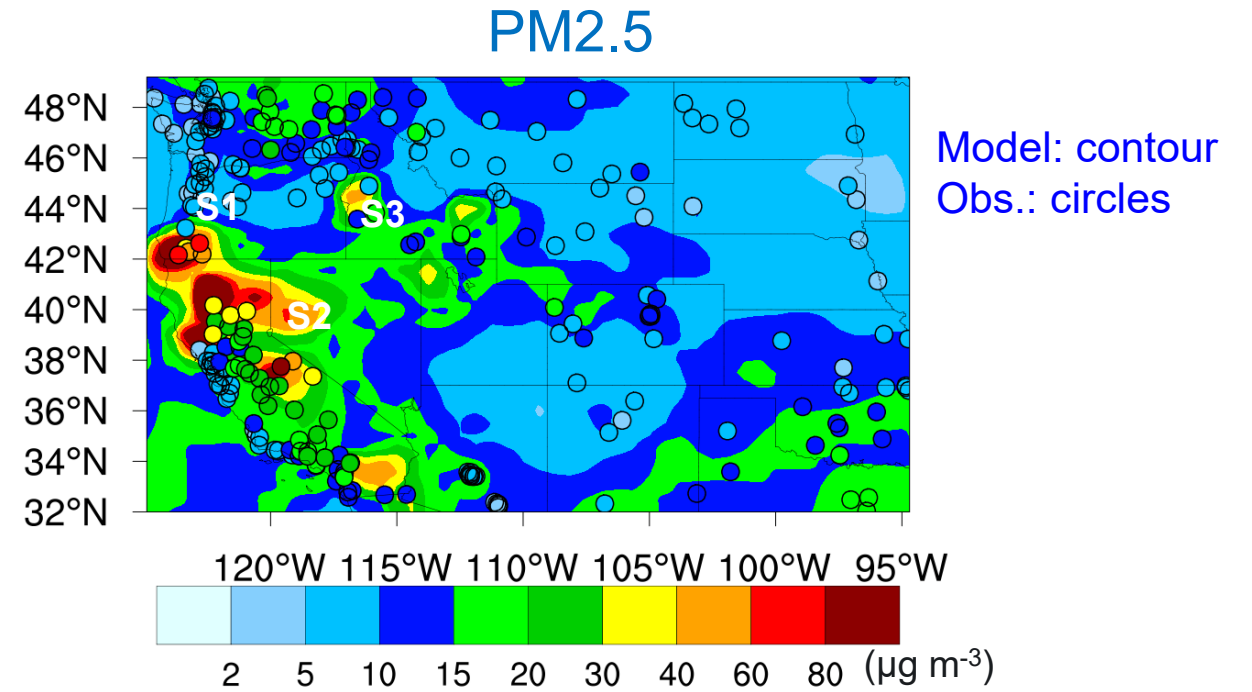 PM2.5
48°N
46°N
44°N
42°N
40°N
38°N
36°N
34°N
32°N
S1
S3
S2
Model: contour
Obs.: circles
120°W 115°W 110°W 105°W 100°W 95°W
2 5 10 15 20 30 40 60 80 (μg m-3)